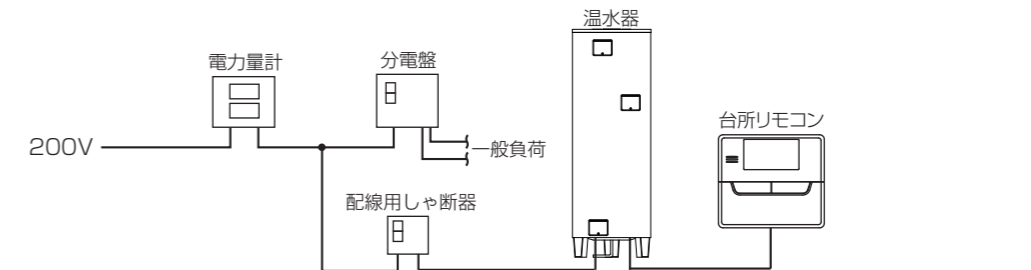 温水器
電力量計
分電盤
台所リモコン
200V
一般負荷
配線用しゃ断器